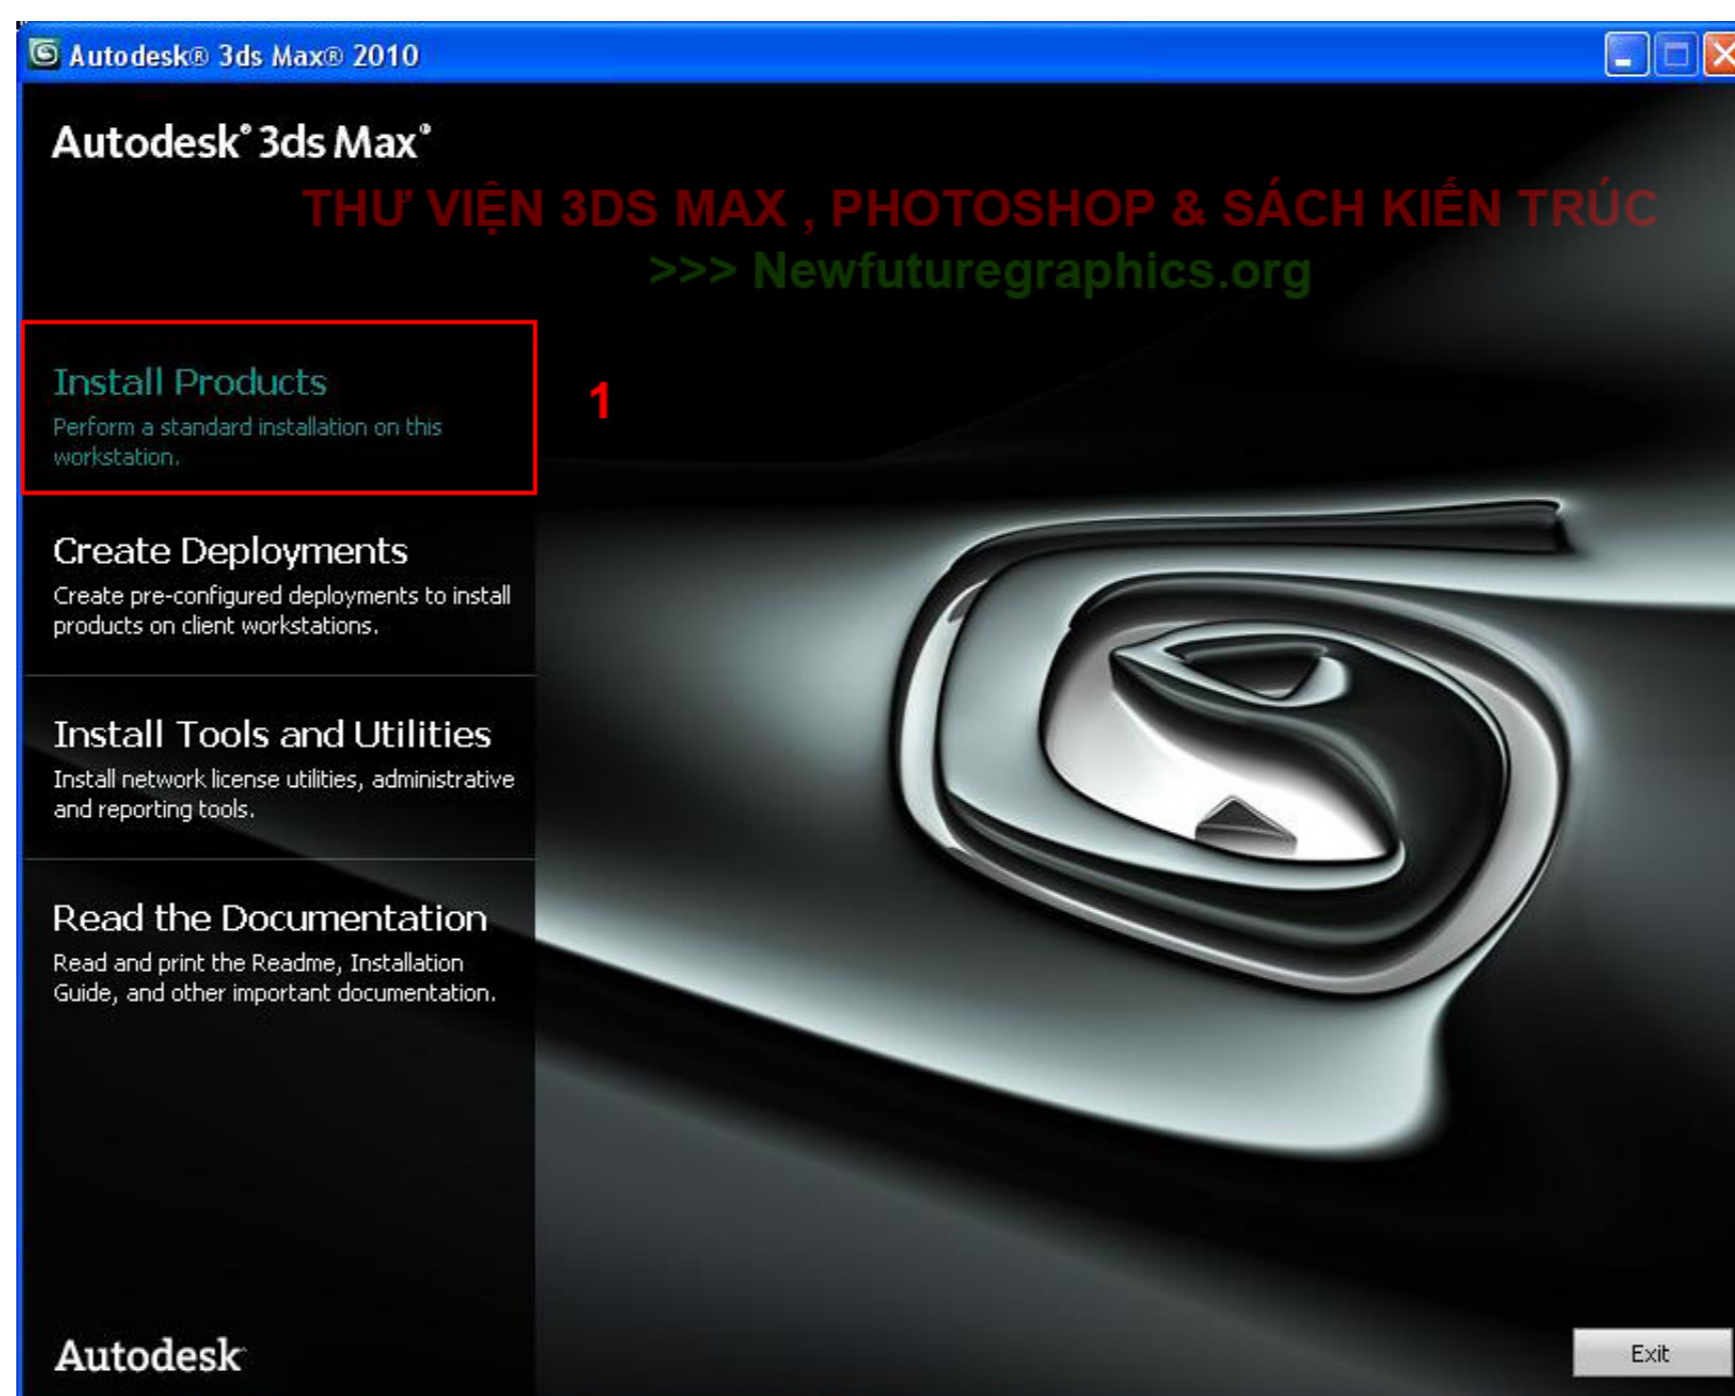 Autodesk® 3ds Max® 2010
Autodesk® 3ds Max®
THƯ VIỆN 3DS MAX , PHOTOSHOP & SÁCH KIẾN TRÚC
>>> Newfuturegraphics.org
Install Products
1
Perform a standard installation on this
workstation.
Create Deployments
Create pre-configured deployments to install
products on client workstations.
Install Tools and Utilities
Install network license utilities, administrative
and reporting tools.
Read the Documentation
Read and print the Readme, Installation
Guide, and other important documentation.
Autodesk
Exit